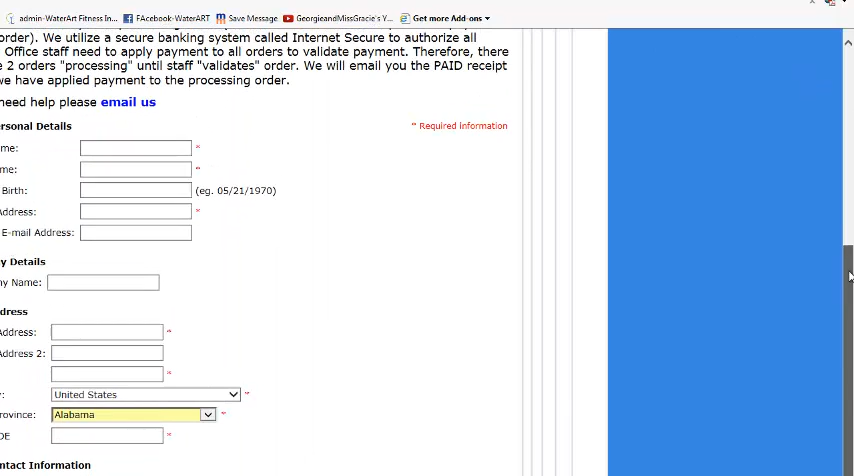 admin-WaterArt Fitness In... FAcebook-WaterART Save Message GeorgieandMissGracie's Y... Get more Add-ons
order). We utilize a secure banking system called Internet Secure to authorize all
Office staff need to apply payment to all orders to validate payment. Therefore, there
e 2 orders "processing" until staff "validates" order. We will email you the PAID receipt
we have applied payment to the processing order.
need help please email us
ersonal Details * Required information
me: *
me: *
Birth: (eg. 05/21/1970)
Address: *
E-mail Address:
y Details
ny Name:
dress
Address: *
Address 2:
*
y: United States *
rovince: Alabama *
DE *
ntact Information